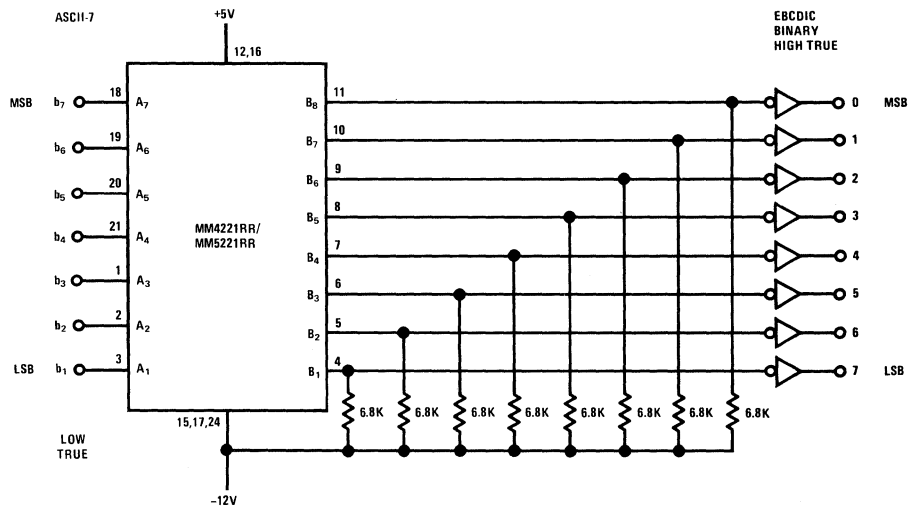 ASCII-7
+5V
EBCDIC
BINARY
HIGH TRUE
12,16
MSB b7 18 A7 B8 11 0 MSB
b6 19 A6 B7 10 1
b5 20 A5 B6 9 2
b4 21 A4 B5 8 3
MM4221RR/
MM5221RR
B4 7 4
b3 1 A3 B3 6 5
b2 2 A2 B2 5 6
LSB b1 3 A1 B1 4 7 LSB
6.8K 6.8K 6.8K 6.8K 6.8K 6.8K 6.8K 6.8K
15,17,24
LOW
TRUE
–12V